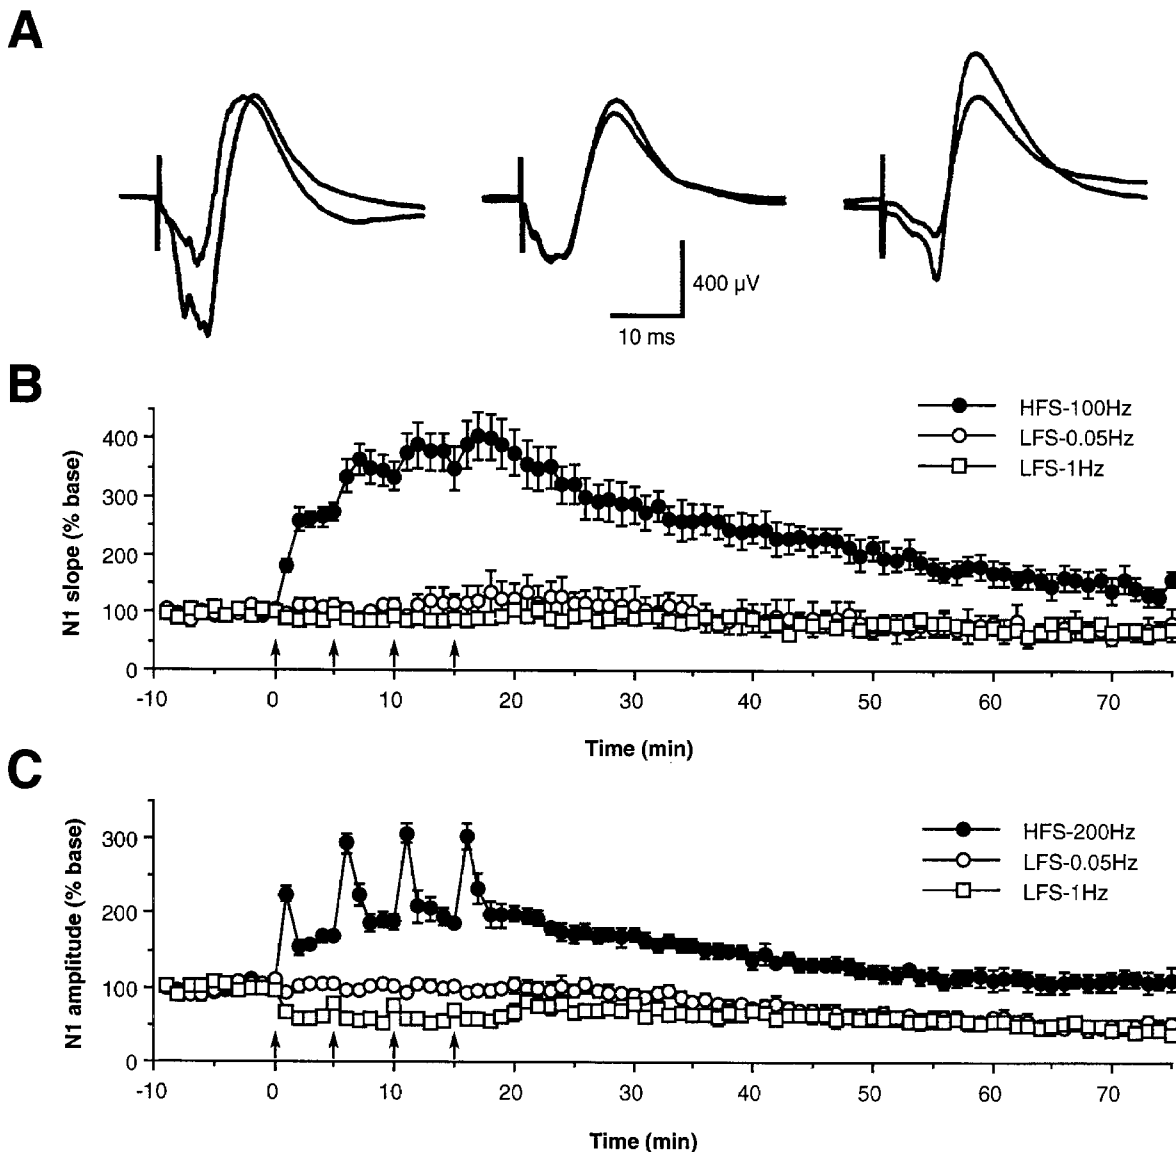 A
400 µV
10 ms
B
HFS-100Hz
LFS-0.05Hz
LFS-1Hz
N1 slope (% base)
400
300
200
100
0
-10 0 10 20 30 40 50 60 70
Time (min)
C
HFS-200Hz
LFS-0.05Hz
LFS-1Hz
N1 amplitude (% base)
300
200
100
0
-10 0 10 20 30 40 50 60 70
Time (min)